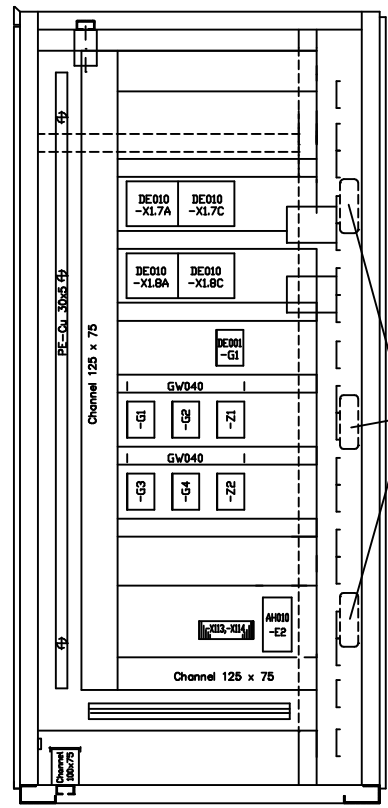 DE010 DE010
-X1.7A -X1.7C
DE010 DE010
-X1.8A -X1.8C
PE-Cu 30x5
Channel 125 x 75
DE001
-G1
GW040
-G1 -G2 -Z1
GW040
-G3 -G4 -Z2
-X113,-X114
AH010
-E2
Channel 125 x 75
Channel
100x75